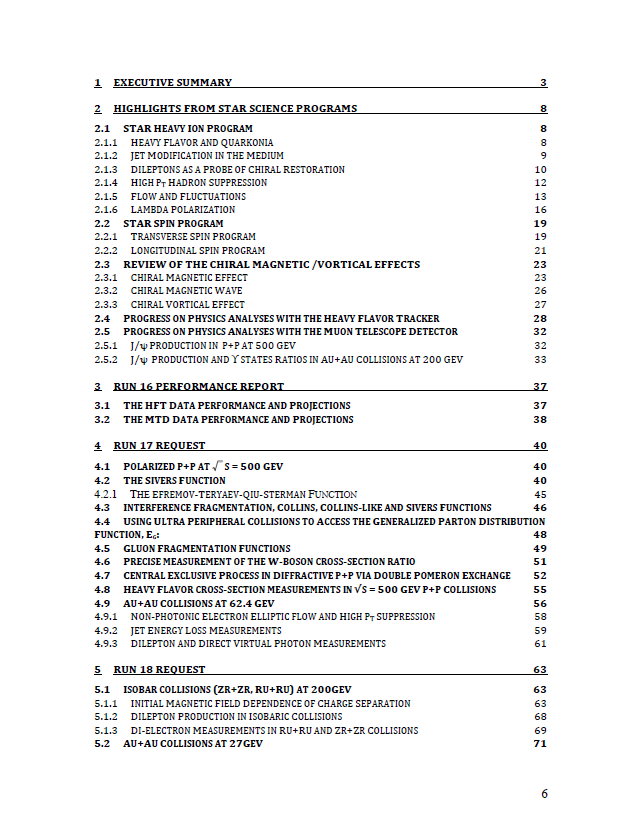 1 EXECUTIVE SUMMARY 3
2 HIGHLIGHTS FROM STAR SCIENCE PROGRAMS 8
2.1 STAR HEAVY ION PROGRAM 8
2.1.1 HEAVY FLAVOR AND QUARKONIA 8
2.1.2 JET MODIFICATION IN THE MEDIUM 9
2.1.3 DILEPTONS AS A PROBE OF CHIRAL RESTORATION 10
2.1.4 HIGH PT HADRON SUPPRESSION 12
2.1.5 FLOW AND FLUCTUATIONS 13
2.1.6 LAMBDA POLARIZATION 16
2.2 STAR SPIN PROGRAM 19
2.2.1 TRANSVERSE SPIN PROGRAM 19
2.2.2 LONGITUDINAL SPIN PROGRAM 21
2.3 REVIEW OF THE CHIRAL MAGNETIC /VORTICAL EFFECTS 23
2.3.1 CHIRAL MAGNETIC EFFECT 23
2.3.2 CHIRAL MAGNETIC WAVE 26
2.3.3 CHIRAL VORTICAL EFFECT 27
2.4 PROGRESS ON PHYSICS ANALYSES WITH THE HEAVY FLAVOR TRACKER 28
2.5 PROGRESS ON PHYSICS ANALYSES WITH THE MUON TELESCOPE DETECTOR 32
2.5.1 J/ψ PRODUCTION IN P+P AT 500 GEV 32
2.5.2 J/ψ PRODUCTION AND ϒ STATES RATIOS IN AU+AU COLLISIONS AT 200 GEV 33
3 RUN 16 PERFORMANCE REPORT 37
3.1 THE HFT DATA PERFORMANCE AND PROJECTIONS 37
3.2 THE MTD DATA PERFORMANCE AND PROJECTIONS 38
4 RUN 17 REQUEST 40
4.1 POLARIZED P+P AT √ S = 500 GEV 40
4.2 THE SIVERS FUNCTION 40
4.2.1 THE EFREMOV-TERYAEV-QIU-STERMAN FUNCTION 45
4.3 INTERFERENCE FRAGMENTATION, COLLINS, COLLINS-LIKE AND SIVERS FUNCTIONS 46
4.4 USING ULTRA PERIPHERAL COLLISIONS TO ACCESS THE GENERALIZED PARTON DISTRIBUTION
FUNCTION, EG: 48
4.5 GLUON FRAGMENTATION FUNCTIONS 49
4.6 PRECISE MEASUREMENT OF THE W-BOSON CROSS-SECTION RATIO 51
4.7 CENTRAL EXCLUSIVE PROCESS IN DIFFRACTIVE P+P VIA DOUBLE POMERON EXCHANGE 52
4.8 HEAVY FLAVOR CROSS-SECTION MEASUREMENTS IN √S = 500 GEV P+P COLLISIONS 55
4.9 AU+AU COLLISIONS AT 62.4 GEV 56
4.9.1 NON-PHOTONIC ELECTRON ELLIPTIC FLOW AND HIGH PT SUPPRESSION 58
4.9.2 JET ENERGY LOSS MEASUREMENTS 59
4.9.3 DILEPTON AND DIRECT VIRTUAL PHOTON MEASUREMENTS 61
5 RUN 18 REQUEST 63
5.1 ISOBAR COLLISIONS (ZR+ZR, RU+RU) AT 200GEV 63
5.1.1 INITIAL MAGNETIC FIELD DEPENDENCE OF CHARGE SEPARATION 63
5.1.2 DILEPTON PRODUCTION IN ISOBARIC COLLISIONS 68
5.1.3 DI-ELECTRON MEASUREMENTS IN RU+RU AND ZR+ZR COLLISIONS 69
5.2 AU+AU COLLISIONS AT 27GEV 71
6